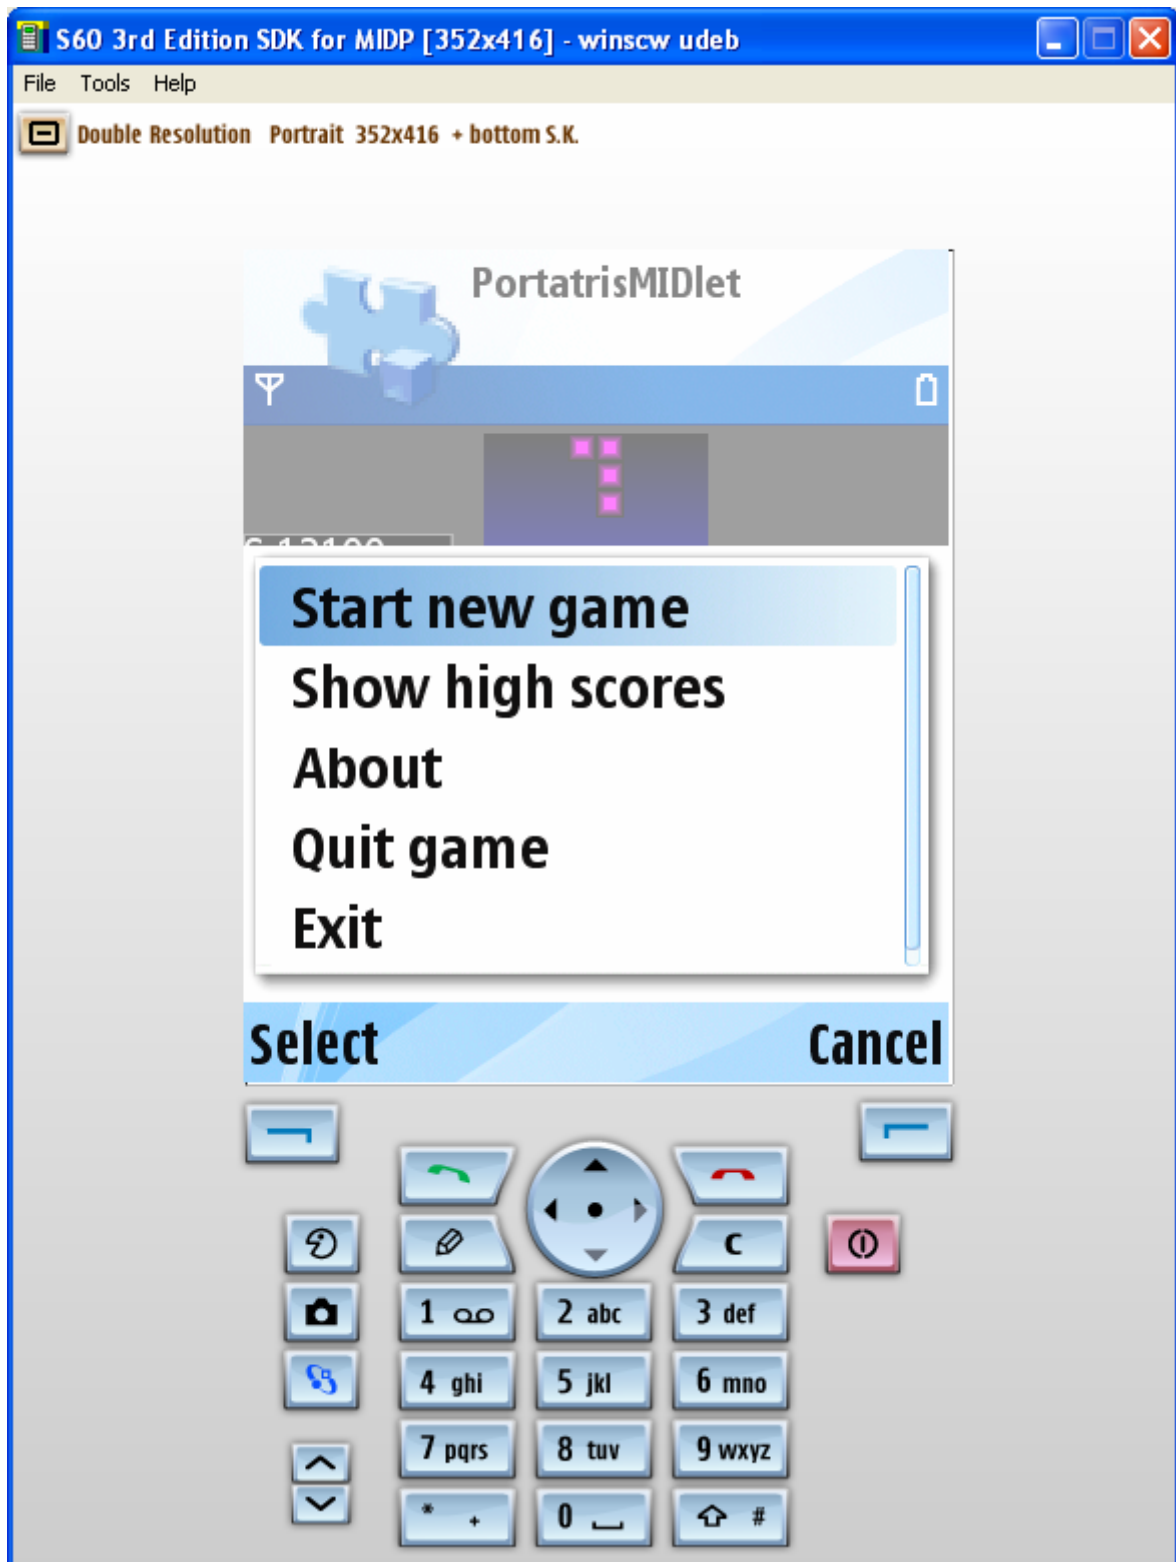 S60 3rd Edition SDK for MIDP [352x416] - winscw udeb
File Tools Help
Double Resolution Portrait 352x416 + bottom S.K.
PortatrisMIDlet
Start new game
Show high scores
About
Quit game
Exit
Select Cancel
C
1 2 abc 3 def
4 ghi 5 jkl 6 mno
7 pqrs 8 tuv 9 wxyz
* + 0 #